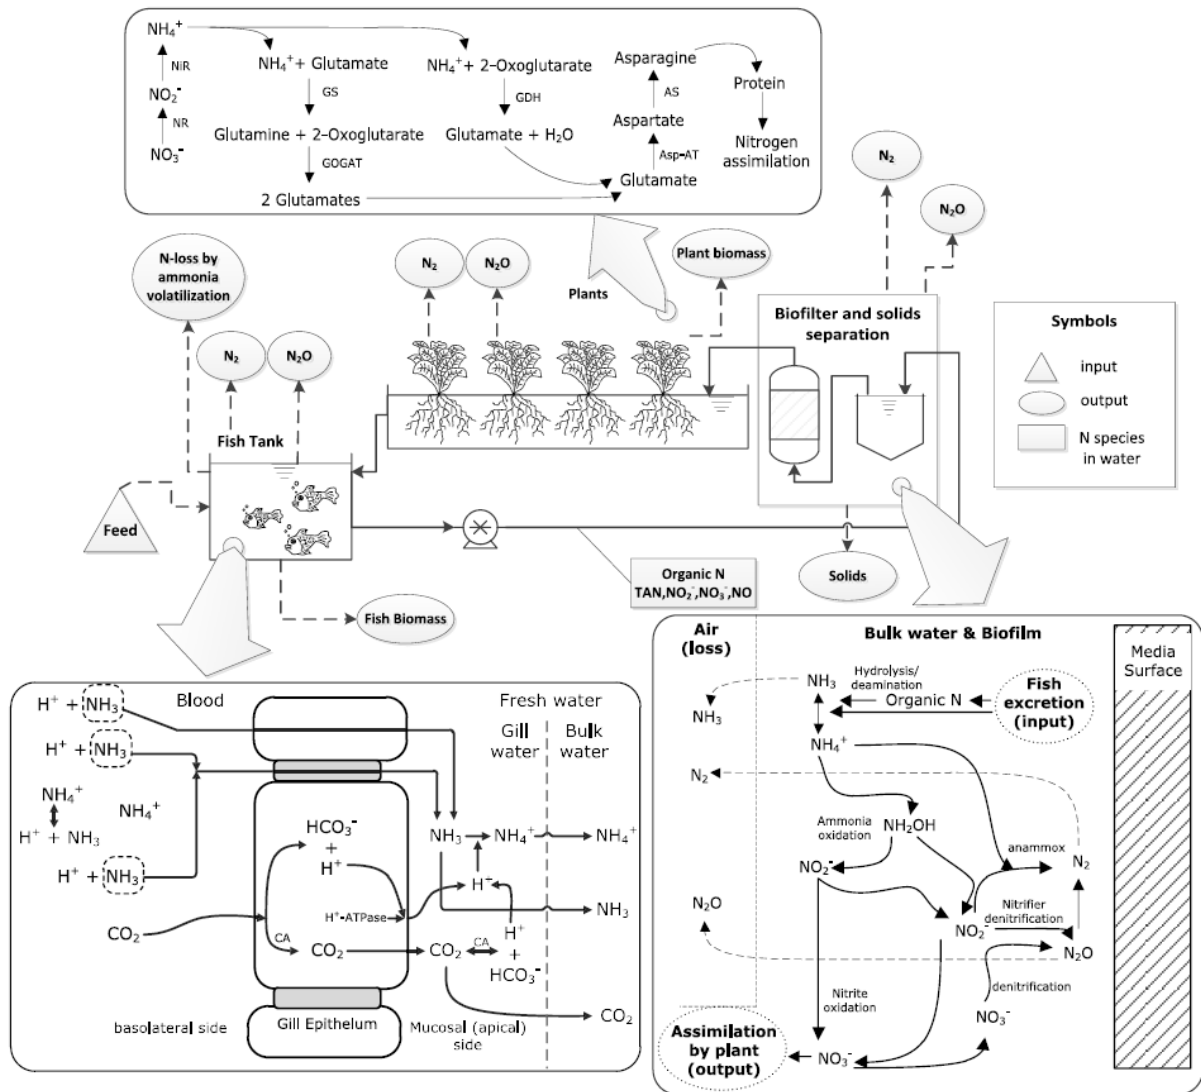 NH₄⁺
NiR
NO₂⁻
NR
NO₃⁻
NH₄⁺+ Glutamate
GS
Glutamine + 2-Oxoglutarate
GOGAT
2 Glutamates
NH₄⁺+ 2-Oxoglutarate
GDH
Glutamate + H₂O
Asparagine
AS
Aspartate
Asp-AT
Glutamate
Protein
Nitrogen
assimilation
N₂
N₂O
N-loss by
ammonia
volatilization
N₂
N₂O
N₂
N₂O
Plants
Plant biomass
Biofilter and solids
separation
Symbols
input
output
N species
in water
Fish Tank
Feed
Fish Biomass
Organic N
TAN,NO₂⁻,NO₃⁻,NO
Solids
Blood
Fresh water
Gill
water
Bulk
water
H⁺ + NH₃
H⁺ + NH₃
NH₄⁺
H⁺ + NH₃
NH₄⁺
H⁺ + NH₃
CO₂
HCO₃⁻
+
H⁺
H⁺-ATPase
CA
CO₂
NH₃
NH₄⁺
NH₄⁺
H⁺
NH₃
CO₂
CA
H⁺
+
HCO₃⁻
CO₂
basolateral side
Gill Epithelum
Mucosal (apical)
side
Air
(loss)
Bulk water & Biofilm
Media
Surface
NH₃
Hydrolysis/
deamination
Organic N
Fish
excretion
(input)
NH₃
NH₄⁺
N₂
Ammonia
oxidation
NH₂OH
NO₂⁻
anammox
N₂
N₂O
Nitrifier
denitrification
NO₂⁻
N₂O
Nitrite
oxidation
denitrification
NO₃⁻
Assimilation
by plant
(output)
NO₃⁻